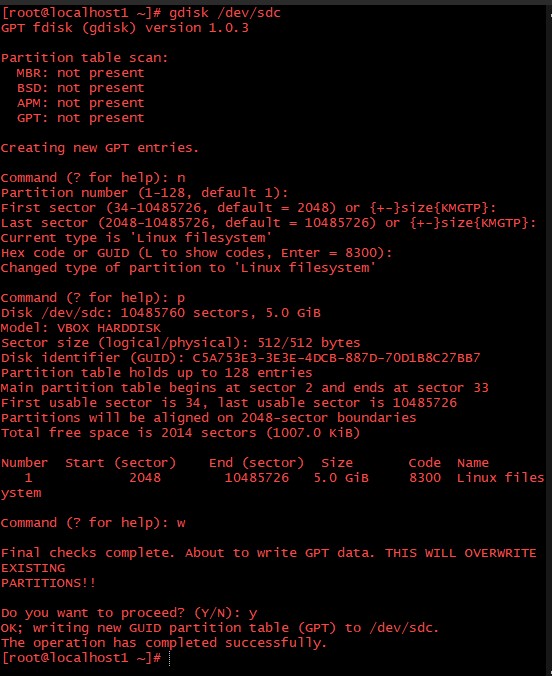 [root@localhost1 ~]# gdisk /dev/sdc
GPT fdisk (gdisk) version 1.0.3

Partition table scan:
  MBR: not present
  BSD: not present
  APM: not present
  GPT: not present

Creating new GPT entries.

Command (? for help): n
Partition number (1-128, default 1):
First sector (34-10485726, default = 2048) or {+-}size{KMGTP}:
Last sector (2048-10485726, default = 10485726) or {+-}size{KMGTP}:
Current type is 'Linux filesystem'
Hex code or GUID (L to show codes, Enter = 8300):
Changed type of partition to 'Linux filesystem'

Command (? for help): p
Disk /dev/sdc: 10485760 sectors, 5.0 GiB
Model: VBOX HARDDISK
Sector size (logical/physical): 512/512 bytes
Disk identifier (GUID): C5A753E3-3E3E-4DCB-887D-70D1B8C27BB7
Partition table holds up to 128 entries
Main partition table begins at sector 2 and ends at sector 33
First usable sector is 34, last usable sector is 10485726
Partitions will be aligned on 2048-sector boundaries
Total free space is 2014 sectors (1007.0 KiB)

Number  Start (sector)    End (sector)  Size       Code  Name
   1            2048        10485726   5.0 GiB     8300  Linux files
ystem

Command (? for help): w

Final checks complete. About to write GPT data. THIS WILL OVERWRITE
EXISTING
PARTITIONS!!

Do you want to proceed? (Y/N): y
OK; writing new GUID partition table (GPT) to /dev/sdc.
The operation has completed successfully.
[root@localhost1 ~]#